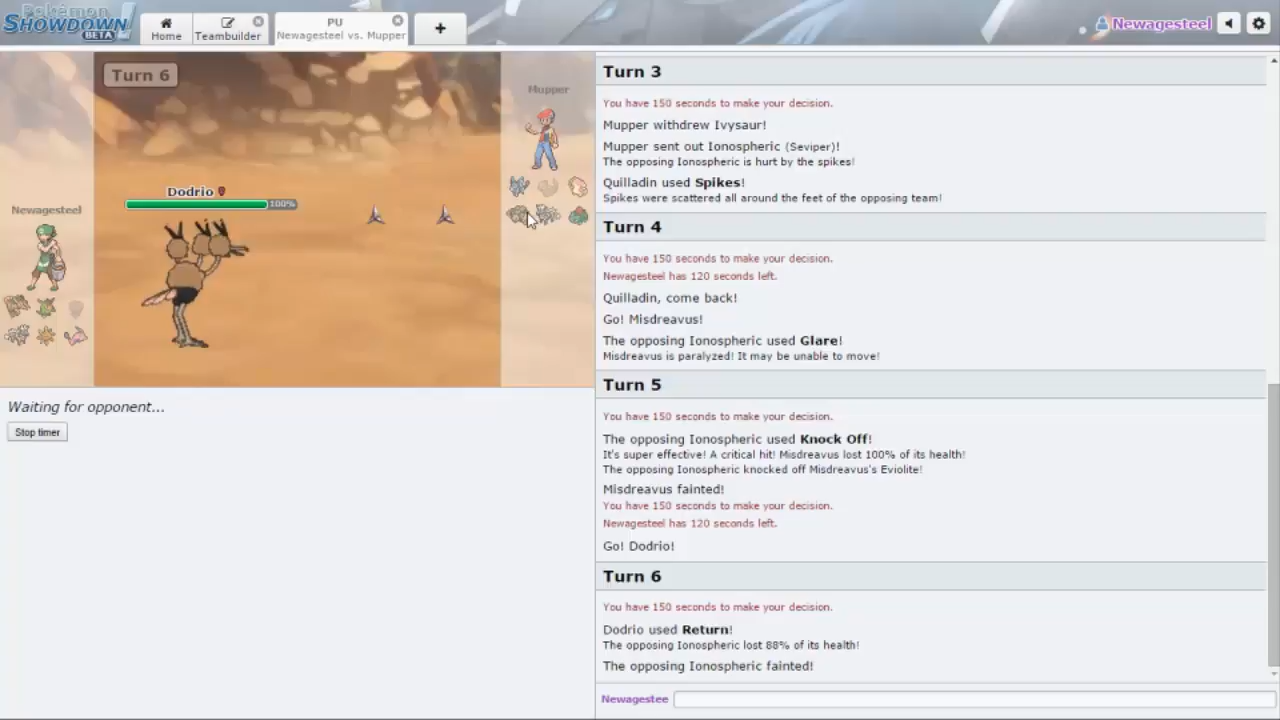 Pokémon
SHOWDOWN
BETA
Home
Teambuilder
PU
Newagesteel vs. Mupper
+
Newagesteel
Turn 6
Mupper
Dodrio
100%
Newagesteel
Waiting for opponent...
Stop timer
Turn 3
You have 150 seconds to make your decision.
Mupper withdrew Ivysaur!
Mupper sent out Ionospheric (Seviper)!
The opposing Ionospheric is hurt by the spikes!
Quilladin used Spikes!
Spikes were scattered all around the feet of the opposing team!
Turn 4
You have 150 seconds to make your decision.
Newagesteel has 120 seconds left.
Quilladin, come back!
Go! Misdreavus!
The opposing Ionospheric used Glare!
Misdreavus is paralyzed! It may be unable to move!
Turn 5
You have 150 seconds to make your decision.
The opposing Ionospheric used Knock Off!
It's super effective! A critical hit! Misdreavus lost 100% of its health!
The opposing Ionospheric knocked off Misdreavus's Eviolite!
Misdreavus fainted!
You have 150 seconds to make your decision.
Newagesteel has 120 seconds left.
Go! Dodrio!
Turn 6
You have 150 seconds to make your decision.
Dodrio used Return!
The opposing Ionospheric lost 88% of its health!
The opposing Ionospheric fainted!
Newagestee